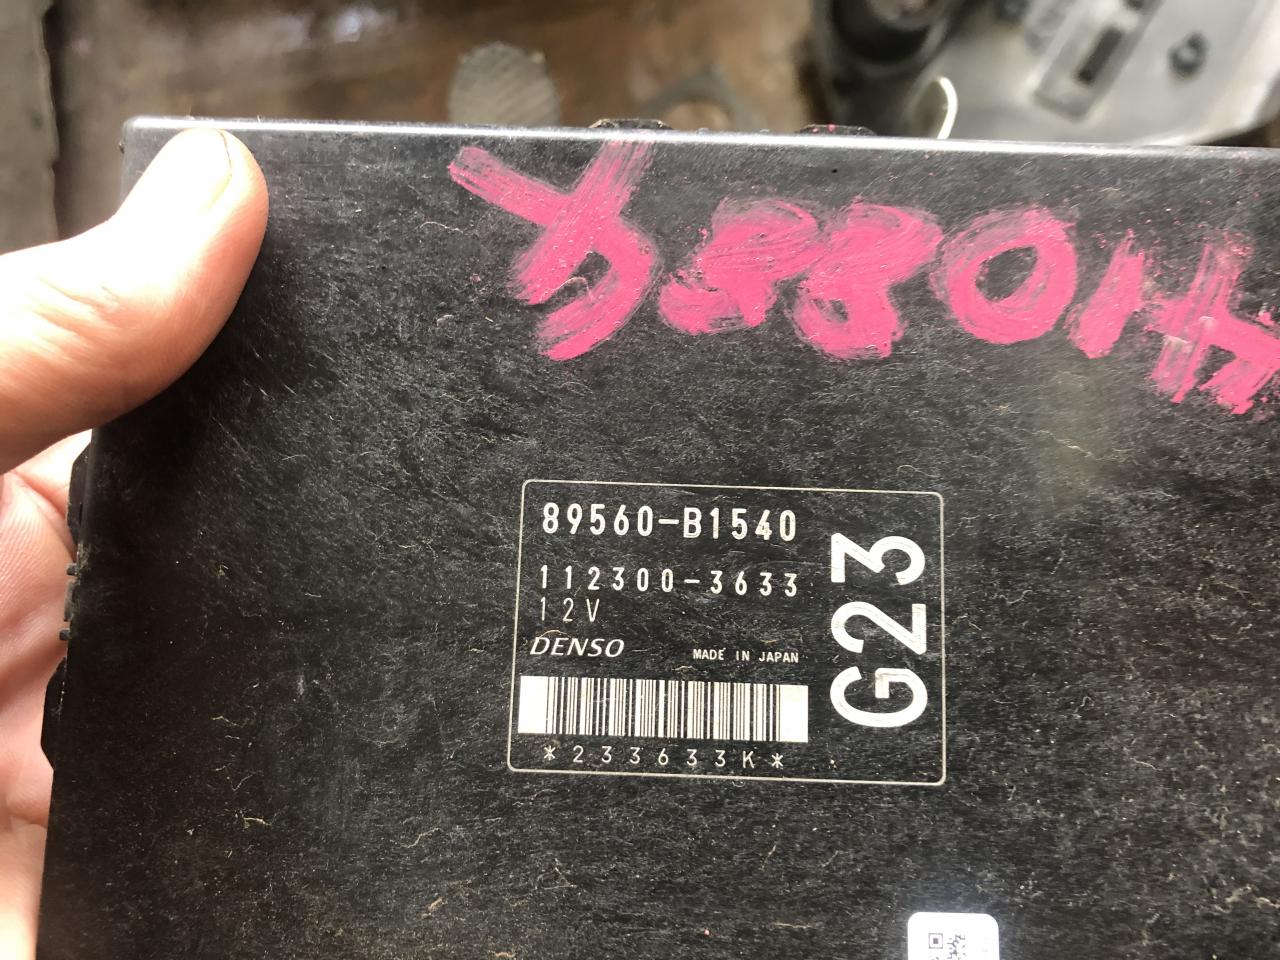 89560-B1540
112300-3633
12V
DENSO MADE IN JAPAN
*233633K*
G23